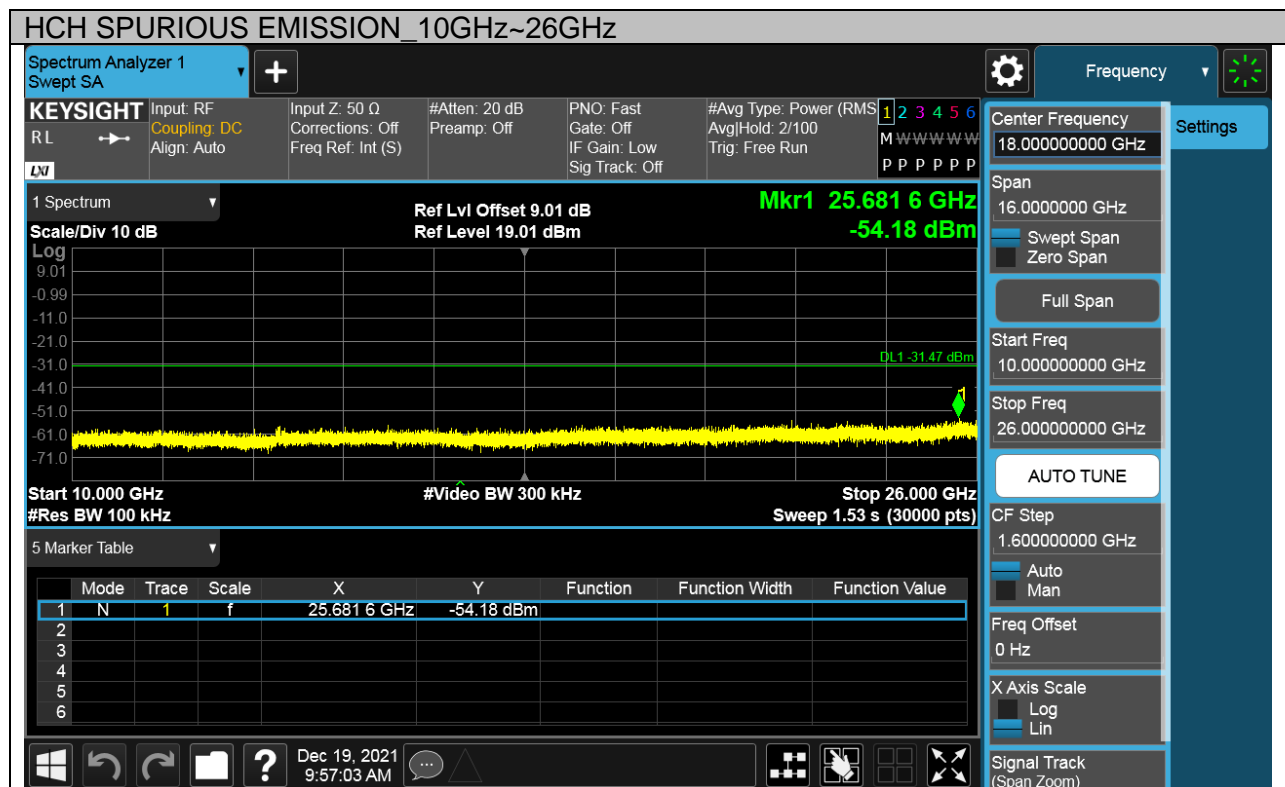 HCH SPURIOUS EMISSION_10GHz~26GHz
Spectrum Analyzer 1
Swept SA
+
Frequency
KEYSIGHT
RL
LXI
Input: RF
Coupling: DC
Align: Auto
Input Z: 50 Ω
Corrections: Off
Freq Ref: Int (S)
#Atten: 20 dB
Preamp: Off
PNO: Fast
Gate: Off
IF Gain: Low
Sig Track: Off
#Avg Type: Power (RMS
Avg|Hold: 2/100
Trig: Free Run
1 2 3 4 5 6
M W W W W W
P P P P P P
1 Spectrum
Scale/Div 10 dB
Ref Lvl Offset 9.01 dB
Ref Level 19.01 dBm
Mkr1 25.681 6 GHz
-54.18 dBm
Log
9.01
-0.99
-11.0
-21.0
-31.0
-41.0
-51.0
-61.0
-71.0
DL1 -31.47 dBm
1
Start 10.000 GHz
#Video BW 300 kHz
Stop 26.000 GHz
#Res BW 100 kHz
Sweep 1.53 s (30000 pts)
5 Marker Table
Mode Trace Scale X Y Function Function Width Function Value
1 N 1 f 25.681 6 GHz -54.18 dBm
2
3
4
5
6
?
Dec 19, 2021
9:57:03 AM
Center Frequency
18.000000000 GHz
Settings
Span
16.0000000 GHz
Swept Span
Zero Span
Full Span
Start Freq
10.000000000 GHz
Stop Freq
26.000000000 GHz
AUTO TUNE
CF Step
1.600000000 GHz
Auto
Man
Freq Offset
0 Hz
X Axis Scale
Log
Lin
Signal Track
(Span Zoom)